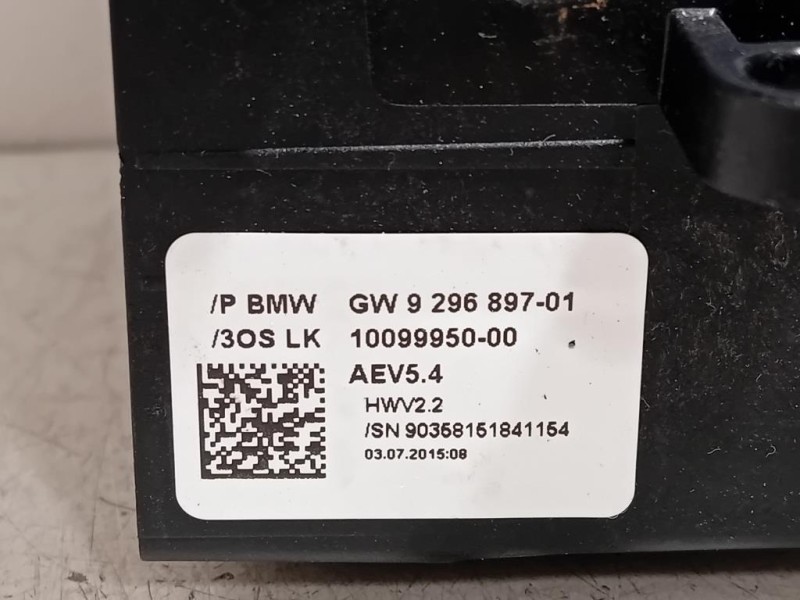 /P BMW GW 9 296 897-01
/3OS LK 10099950-00
AEV5.4
HWV2.2
/SN 90358151841154
03.07.2015:08